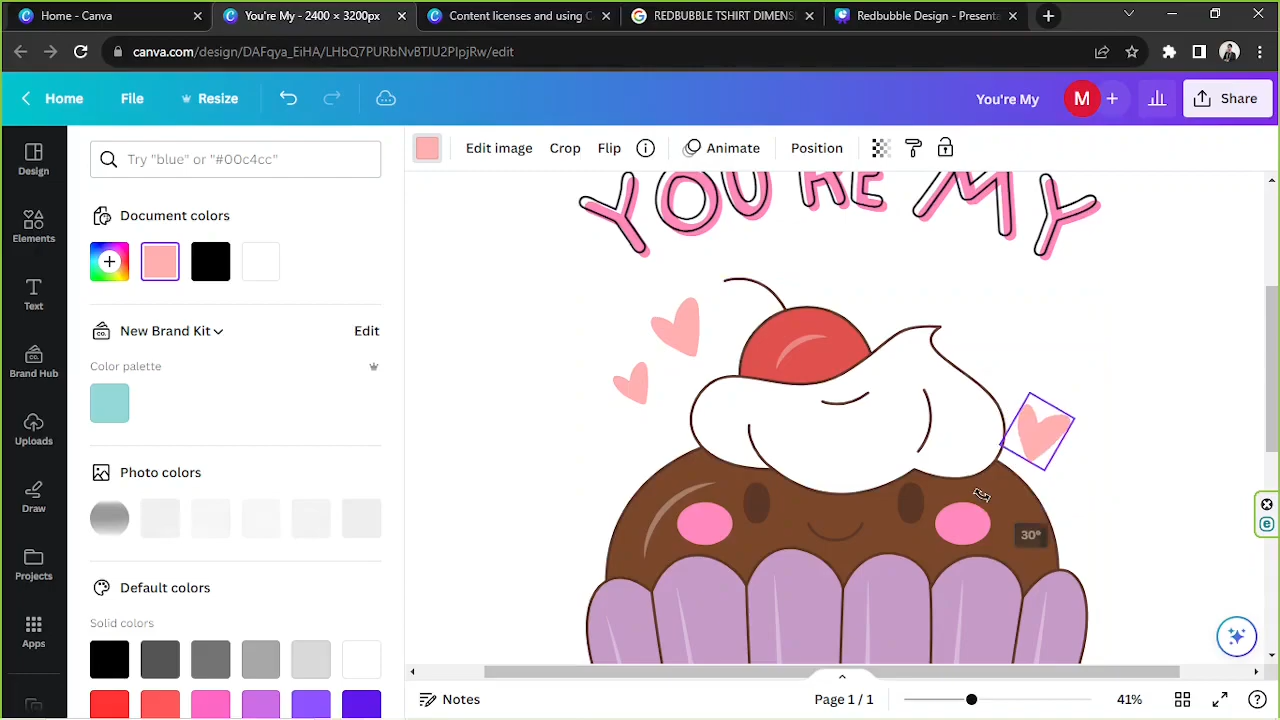 Home - Canva
You're My - 2400 × 3200px
Content licenses and using C
REDBUBBLE TSHIRT DIMENS
Redbubble Design - Presenta
canva.com/design/DAFqya_EiHA/LHbQ7PURbNvBTJU2PIpjRw/edit
Home
File
Resize
You're My
M
Share
Design
Elements
Text
Brand Hub
Uploads
Draw
Projects
Apps
Try "blue" or "#00c4cc"
Document colors
New Brand Kit
Edit
Color palette
Photo colors
Default colors
Solid colors
Edit image
Crop
Flip
Animate
Position
YOU'RE MY
30°
Notes
Page 1 / 1
41%